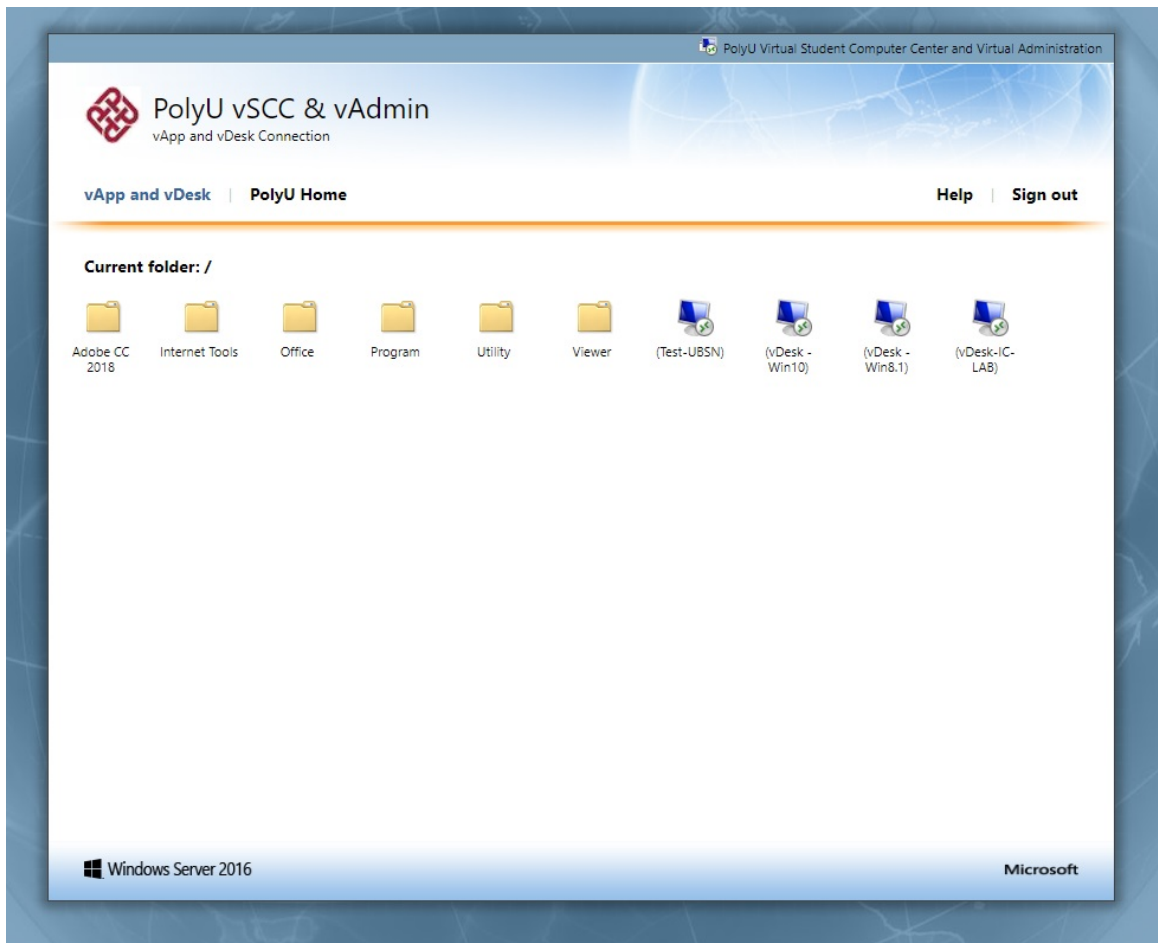 PolyU Virtual Student Computer Center and Virtual Administration
PolyU vSCC & vAdmin
vApp and vDesk Connection
vApp and vDesk | PolyU Home Help | Sign out
Current folder: /
Adobe CC 2018
Internet Tools
Office
Program
Utility
Viewer
(Test-UBSN)
(vDesk - Win10)
(vDesk - Win8.1)
(vDesk-IC-LAB)
Windows Server 2016 Microsoft